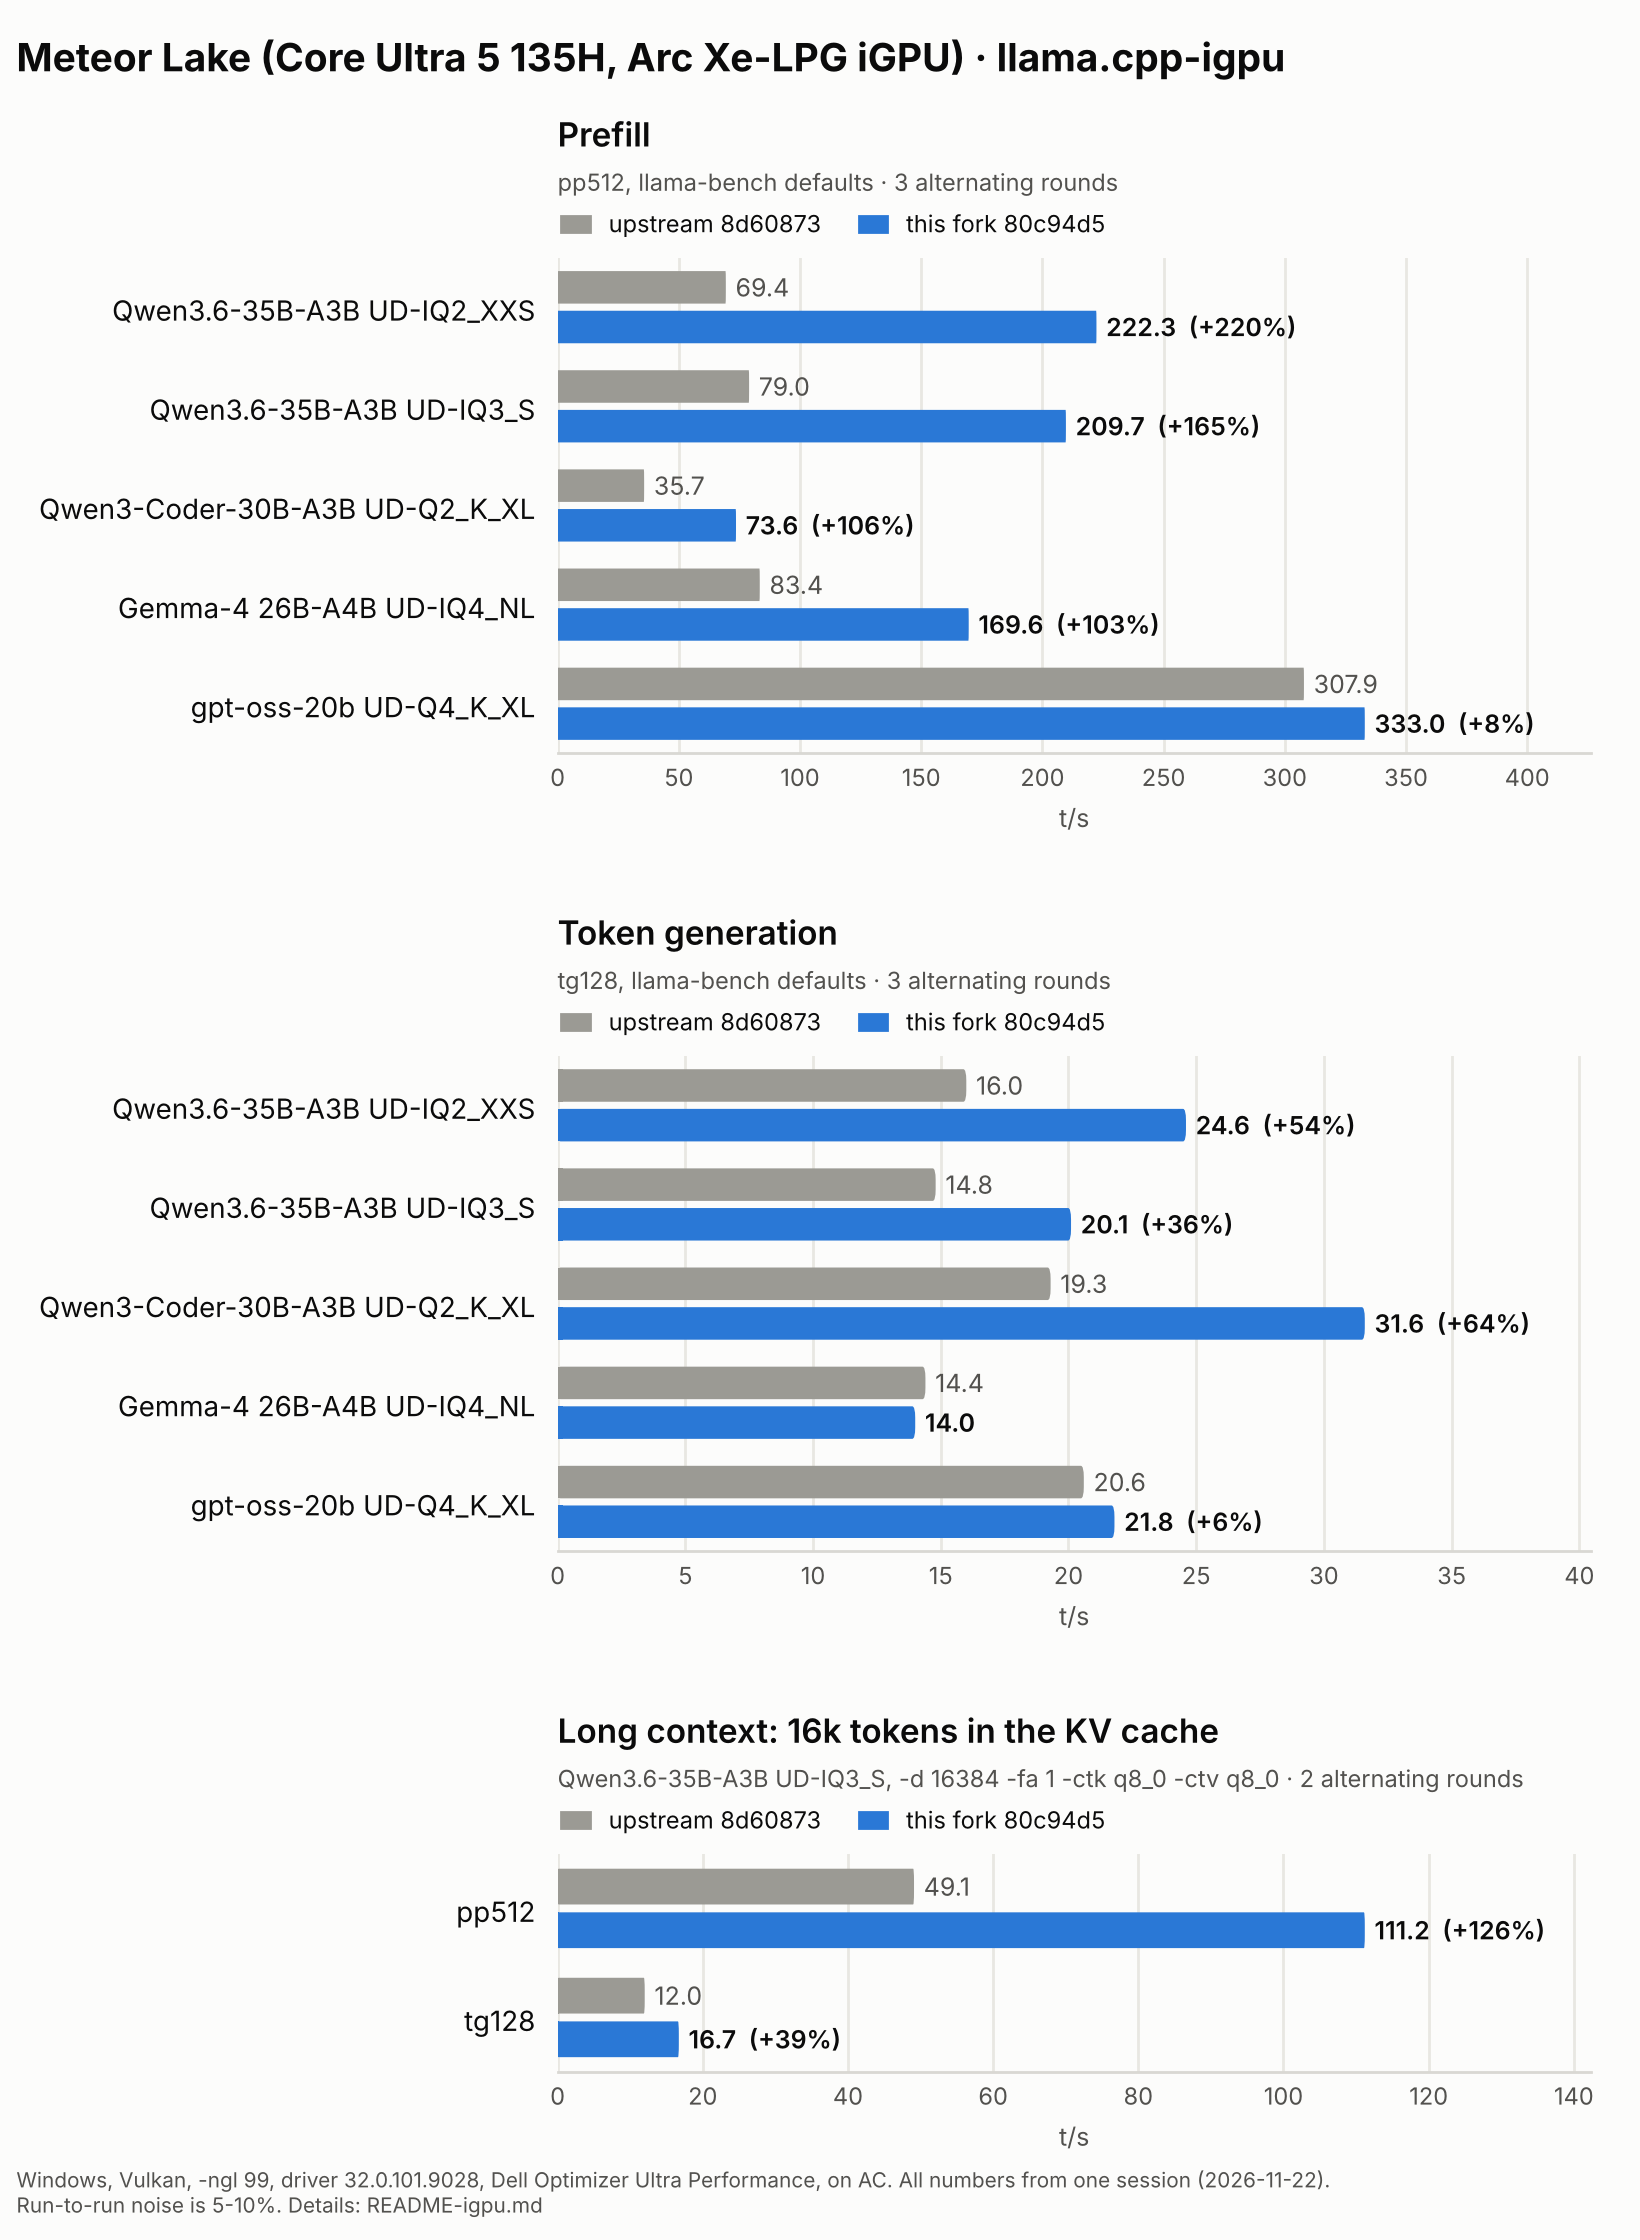 Meteor Lake (Core Ultra 5 135H, Arc Xe-LPG iGPU) · llama.cpp-igpu
Prefill
pp512, llama-bench defaults · 3 alternating rounds
upstream 8d60873 this fork 80c94d5
Qwen3.6-35B-A3B UD-IQ2_XXS
69.4
222.3 (+220%)
Qwen3.6-35B-A3B UD-IQ3_S
79.0
209.7 (+165%)
Qwen3-Coder-30B-A3B UD-Q2_K_XL
35.7
73.6 (+106%)
Gemma-4 26B-A4B UD-IQ4_NL
83.4
169.6 (+103%)
gpt-oss-20b UD-Q4_K_XL
307.9
333.0 (+8%)
0 50 100 150 200 250 300 350 400
t/s
Token generation
tg128, llama-bench defaults · 3 alternating rounds
upstream 8d60873 this fork 80c94d5
Qwen3.6-35B-A3B UD-IQ2_XXS
16.0
24.6 (+54%)
Qwen3.6-35B-A3B UD-IQ3_S
14.8
20.1 (+36%)
Qwen3-Coder-30B-A3B UD-Q2_K_XL
19.3
31.6 (+64%)
Gemma-4 26B-A4B UD-IQ4_NL
14.4
14.0
gpt-oss-20b UD-Q4_K_XL
20.6
21.8 (+6%)
0 5 10 15 20 25 30 35 40
t/s
Long context: 16k tokens in the KV cache
Qwen3.6-35B-A3B UD-IQ3_S, -d 16384 -fa 1 -ctk q8_0 -ctv q8_0 · 2 alternating rounds
upstream 8d60873 this fork 80c94d5
pp512
49.1
111.2 (+126%)
tg128
12.0
16.7 (+39%)
0 20 40 60 80 100 120 140
t/s
Windows, Vulkan, -ngl 99, driver 32.0.101.9028, Dell Optimizer Ultra Performance, on AC. All numbers from one session (2026-11-22).
Run-to-run noise is 5-10%. Details: README-igpu.md